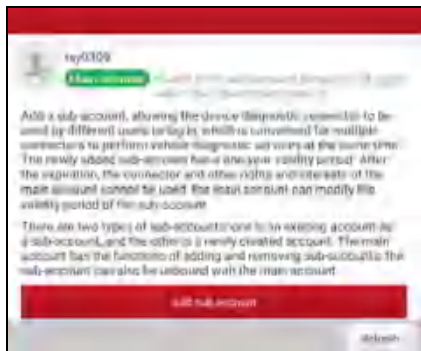 ray0309
Main account
Add a sub-account, allowing the device diagnostic connector to be
used by different users to log in, which is convenient for multiple
connectors to perform vehicle diagnostic services at the same time.
The newly added sub-account has a one-year validity period. After
the expiration, the connector and other rights and interests of the
main account cannot be used. The main account can modify the
validity period of the sub-account.
There are two types of sub-accounts: one is an existing account as
a sub-account, and the other is a newly created account. The main
account has the functions of adding and removing sub-accounts, the
sub-account can also be unbound with the main account.
Add sub-account
Refresh